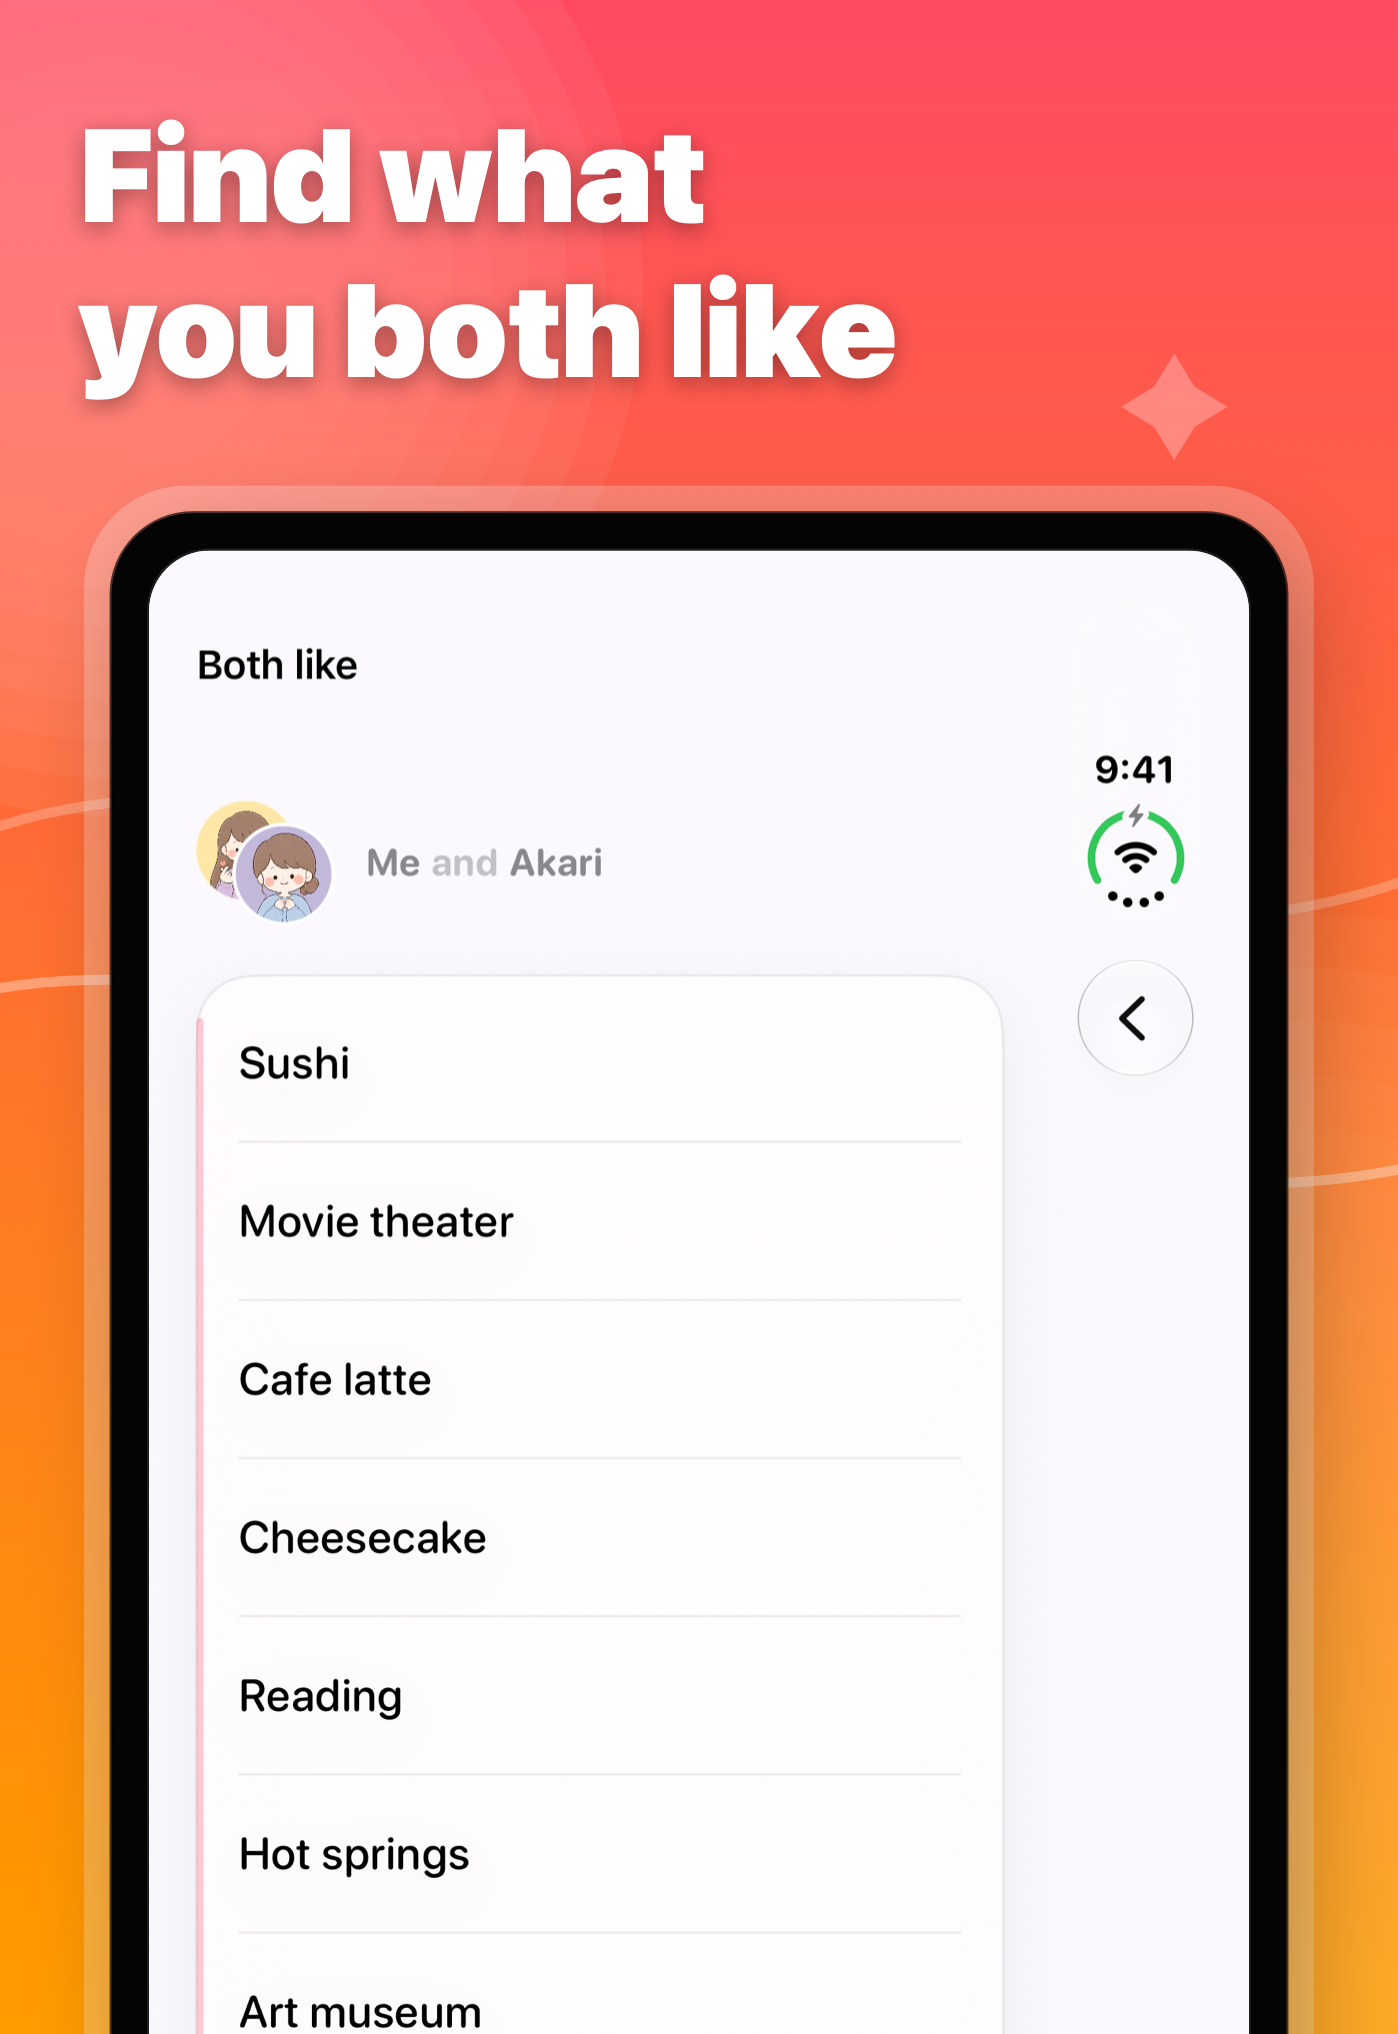 Find what
you both like
Both like
9:41
Me and Akari
Sushi
Movie theater
Cafe latte
Cheesecake
Reading
Hot springs
Art museum